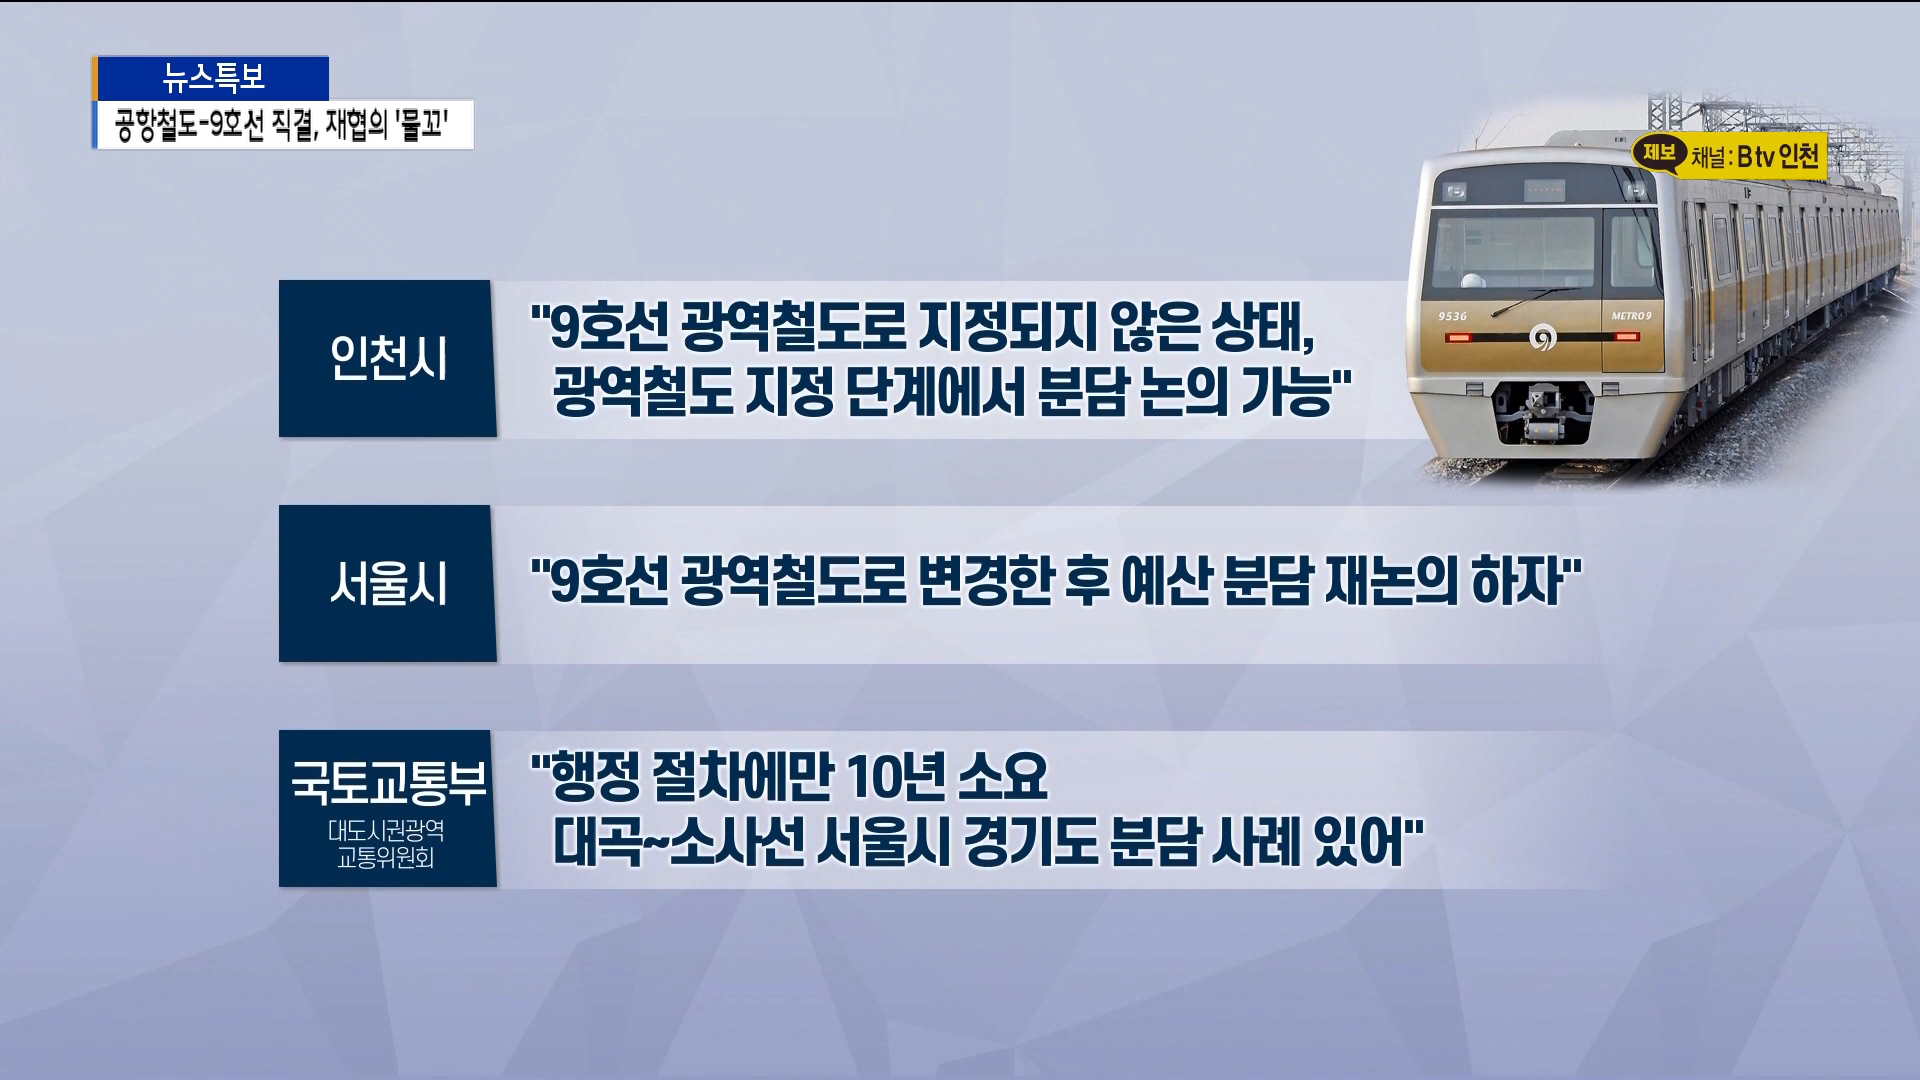 뉴스특보
공항철도-9호선 직결, 재협의 '물꼬'
제보 채널 : B tv 인천
9536
METRO 9
9
인천시
"9호선 광역철도로 지정되지 않은 상태,
광역철도 지정 단계에서 분담 논의 가능"
서울시
"9호선 광역철도로 변경한 후 예산 분담 재논의 하자"
국토교통부
대도시권광역
교통위원회
"행정 절차에만 10년 소요
대곡~소사선 서울시 경기도 분담 사례 있어"